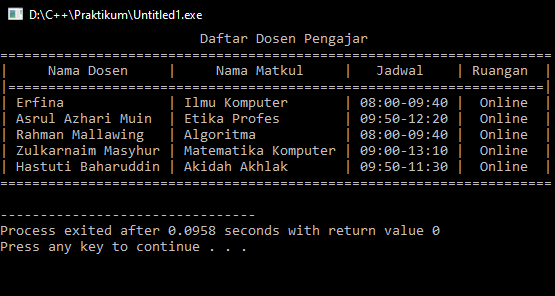 D:\C++\Praktikum\Untitled1.exe
Daftar Dosen Pengajar
=====================================================================
|     Nama Dosen     |     Nama Matkul     |   Jadwal    | Ruangan  |
|===================================================================|
| Erfina             | Ilmu Komputer       | 08:00-09:40 |  Online  |
| Asrul Azhari Muin  | Etika Profes        | 09:50-12:20 |  Online  |
| Rahman Mallawing   | Algoritma           | 08:00-09:40 |  Online  |
| Zulkarnaim Masyhur | Matematika Komputer | 09:00-13:10 |  Online  |
| Hastuti Baharuddin | Akidah Akhlak       | 09:50-11:30 |  Online  |
=====================================================================
--------------------------------
Process exited after 0.0958 seconds with return value 0
Press any key to continue . . .